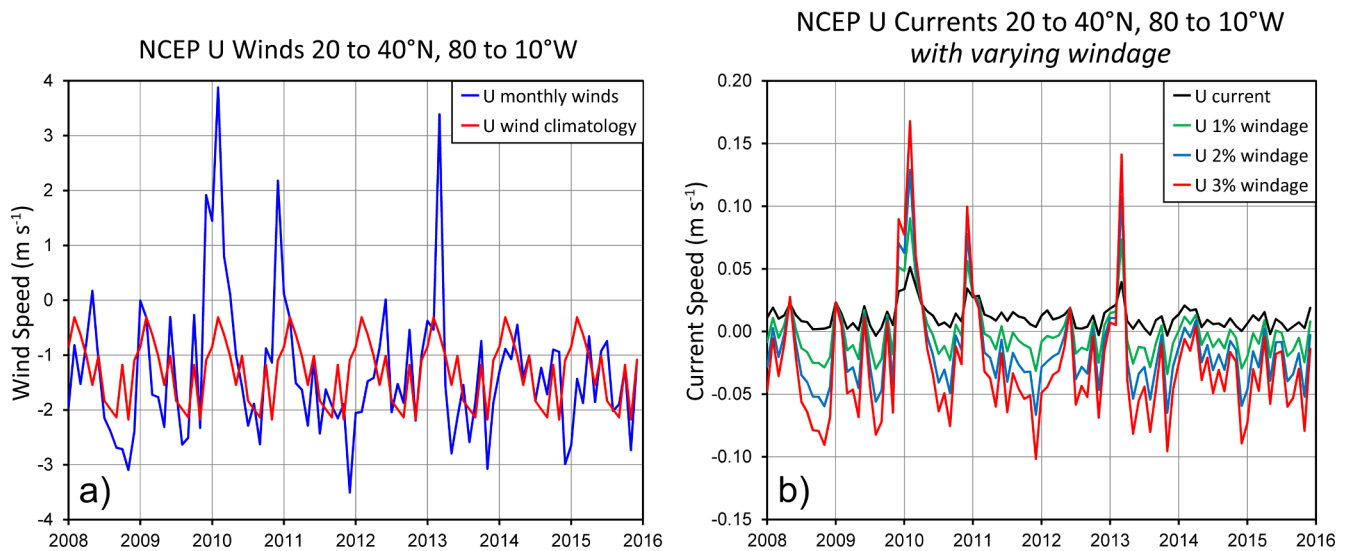 NCEP U Winds 20 to 40°N, 80 to 10°W
4
3
2
1
0
-1
-2
-3
-4
Wind Speed (m s⁻¹)
U monthly winds
U wind climatology
a)
2008 2009 2010 2011 2012 2013 2014 2015 2016
NCEP U Currents 20 to 40°N, 80 to 10°W
with varying windage
0.20
0.15
0.10
0.05
0.00
-0.05
-0.10
-0.15
Current Speed (m s⁻¹)
U current
U 1% windage
U 2% windage
U 3% windage
b)
2008 2009 2010 2011 2012 2013 2014 2015 2016